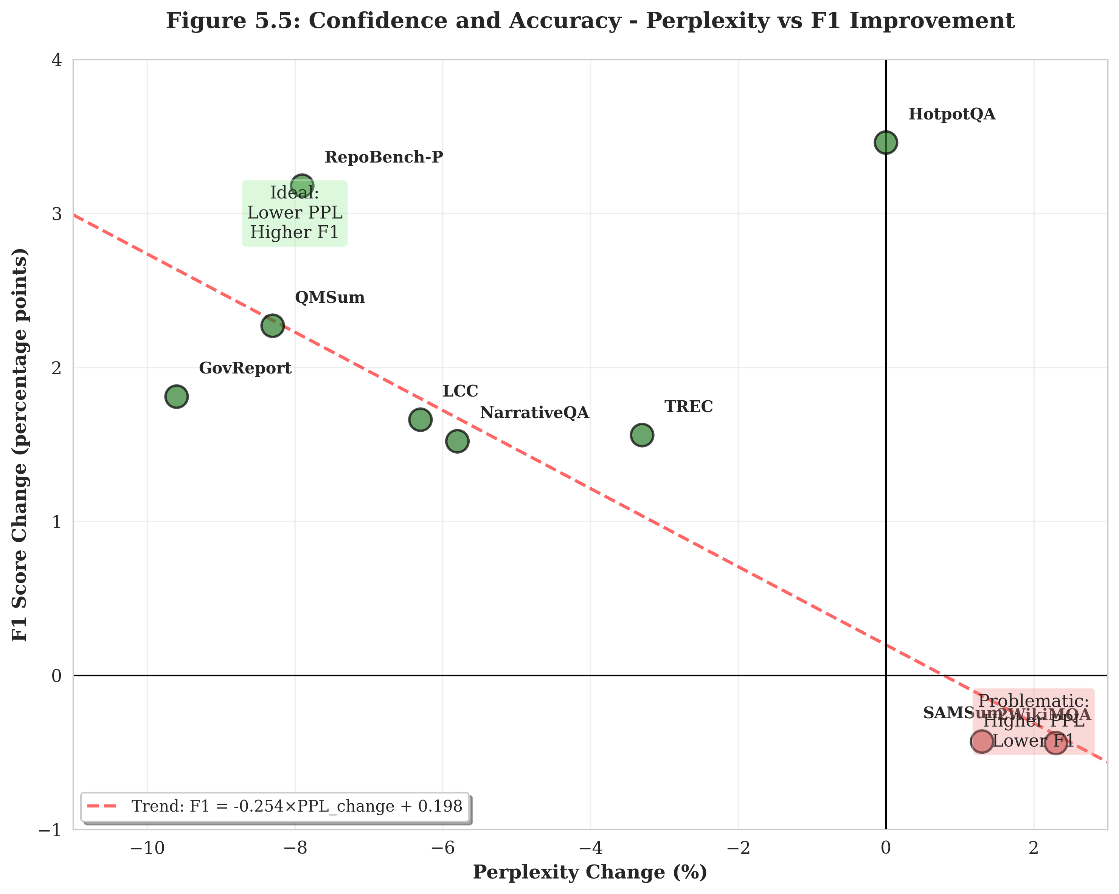 Figure 5.5: Confidence and Accuracy - Perplexity vs F1 Improvement
F1 Score Change (percentage points)
4
3
2
1
0
−1
HotpotQA
RepoBench-P
Ideal:
Lower PPL
Higher F1
QMSum
GovReport
LCC
NarrativeQA
TREC
SAMSum
2WikiMQA
Problematic:
Higher PPL
Lower F1
Trend: F1 = -0.254×PPL_change + 0.198
−10
−8
−6
−4
−2
0
2
Perplexity Change (%)